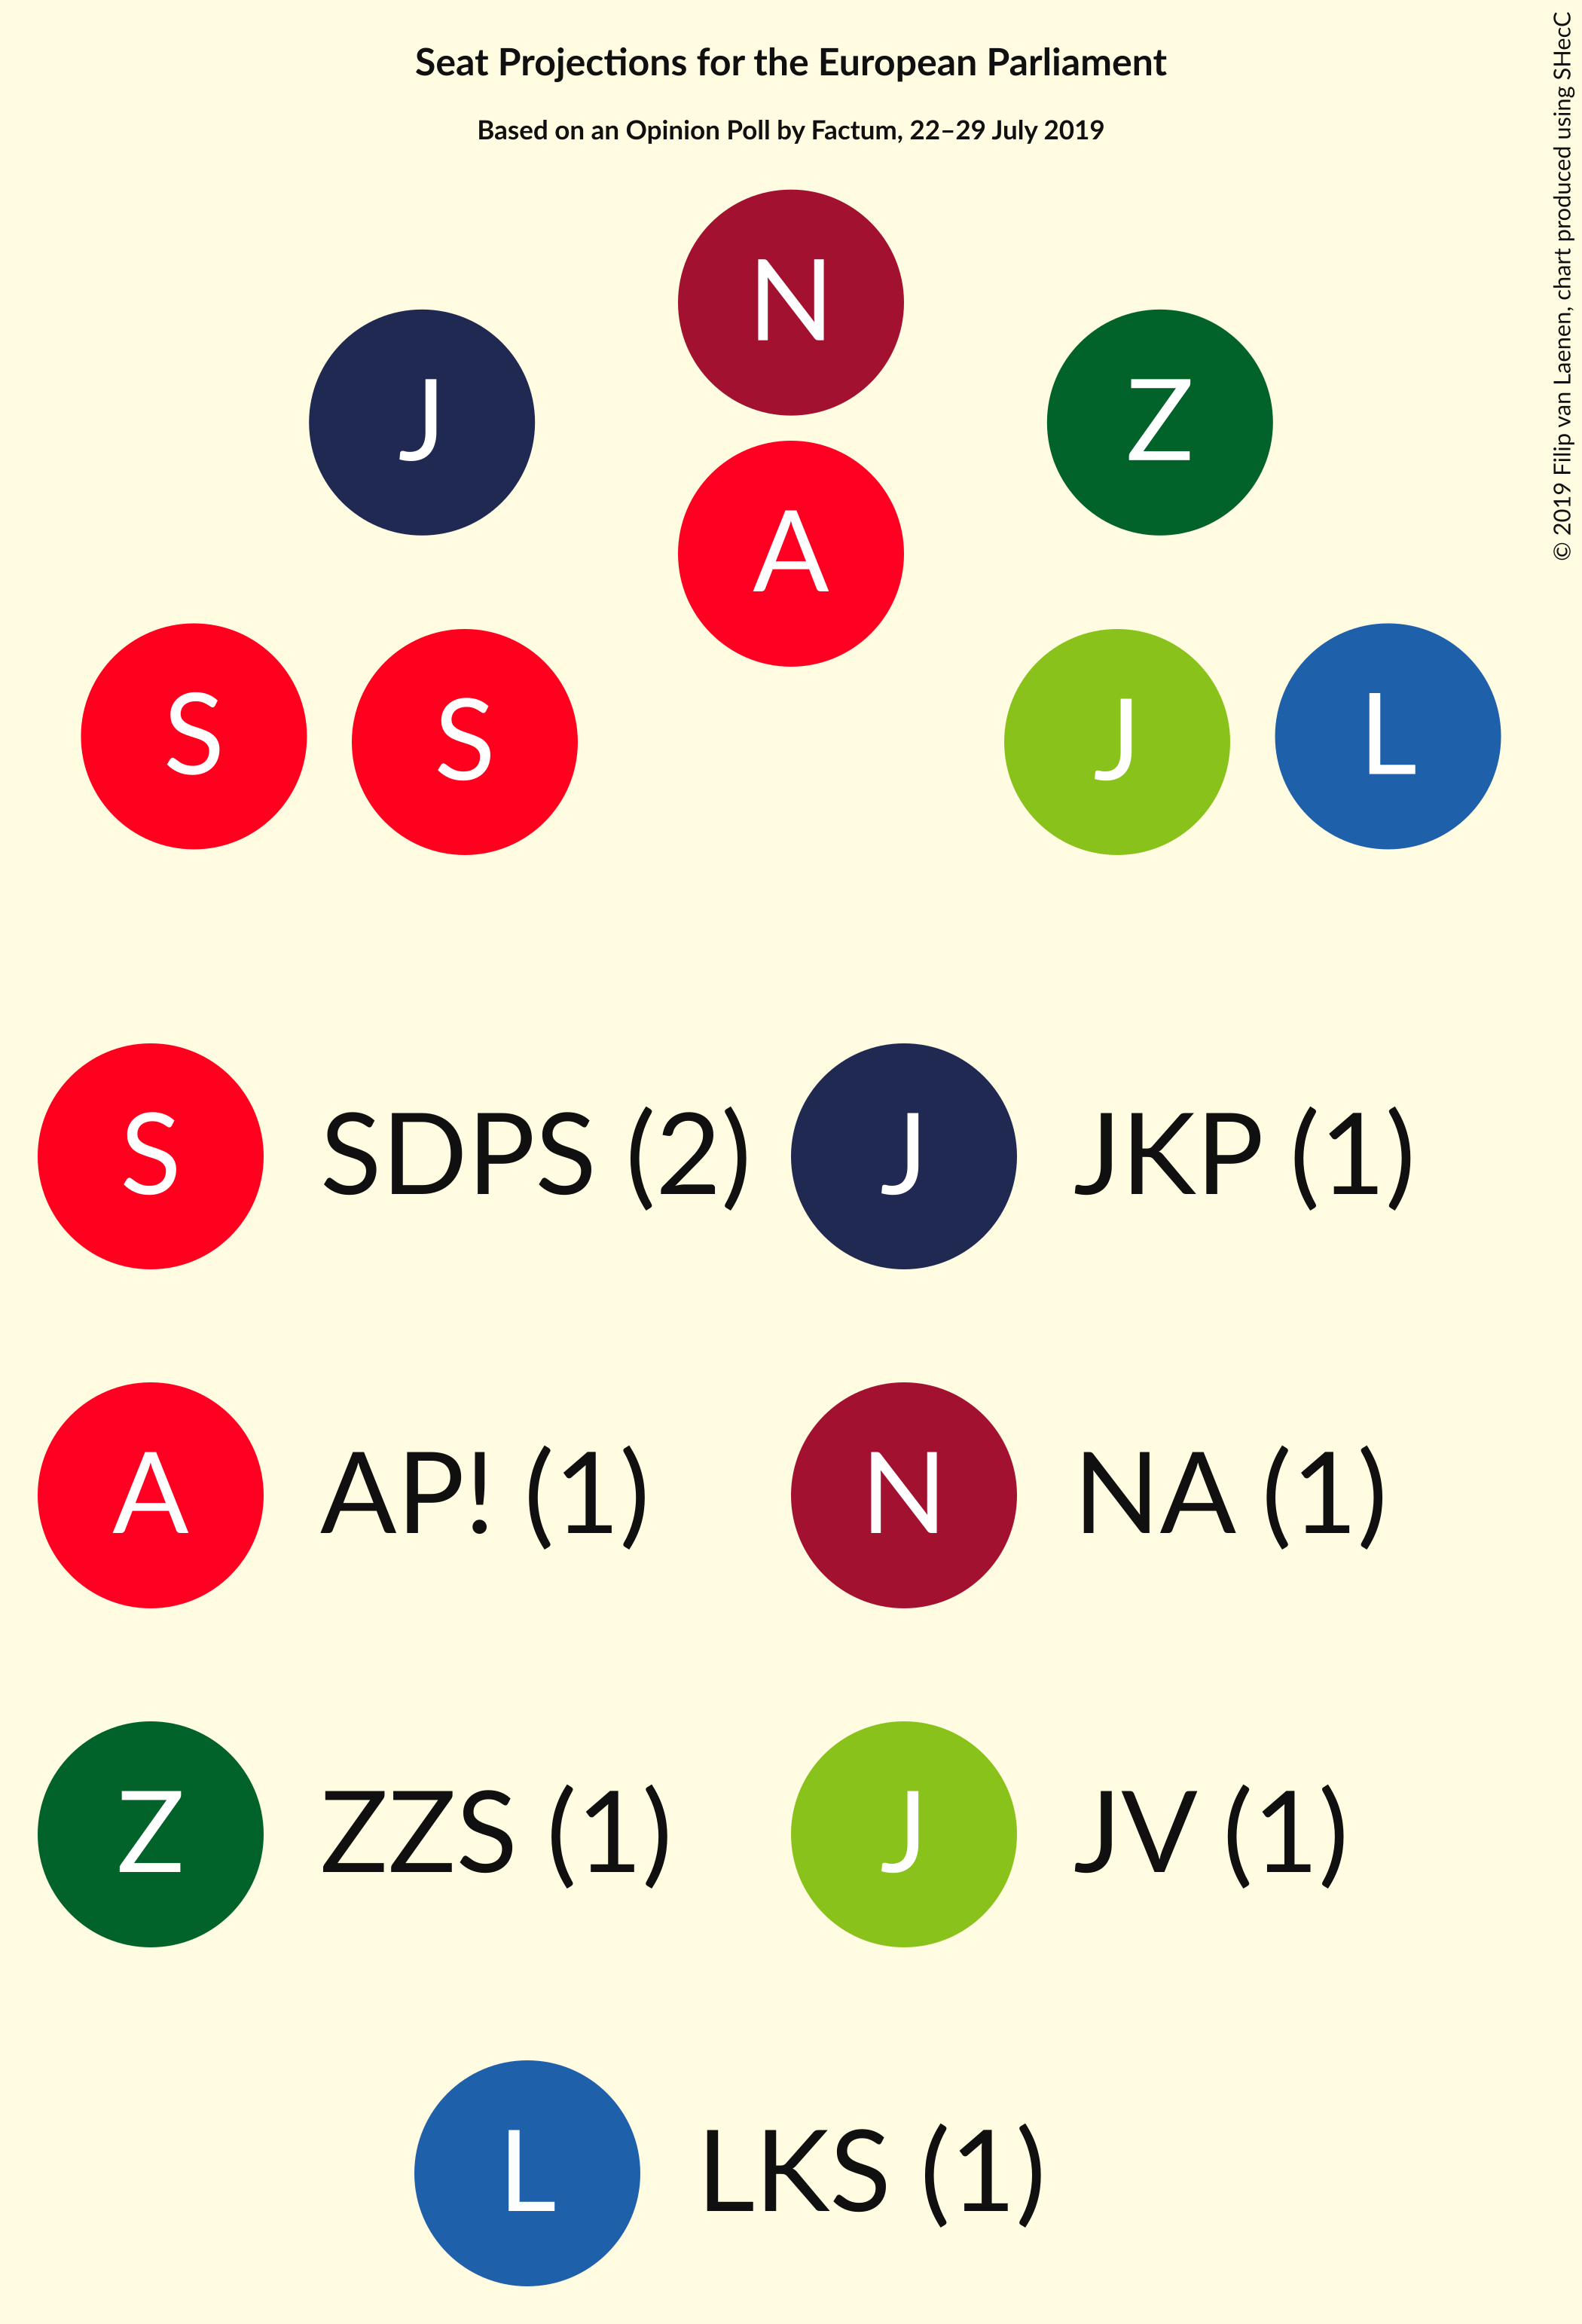 Seat Projections for the European Parliament
Based on an Opinion Poll by Factum, 22–29 July 2019
© 2019 Filip van Laenen, chart produced using SHecC
N
J
Z
A
S
S
J
L
S SDPS (2)
J JKP (1)
A AP! (1)
N NA (1)
Z ZZS (1)
J JV (1)
L LKS (1)